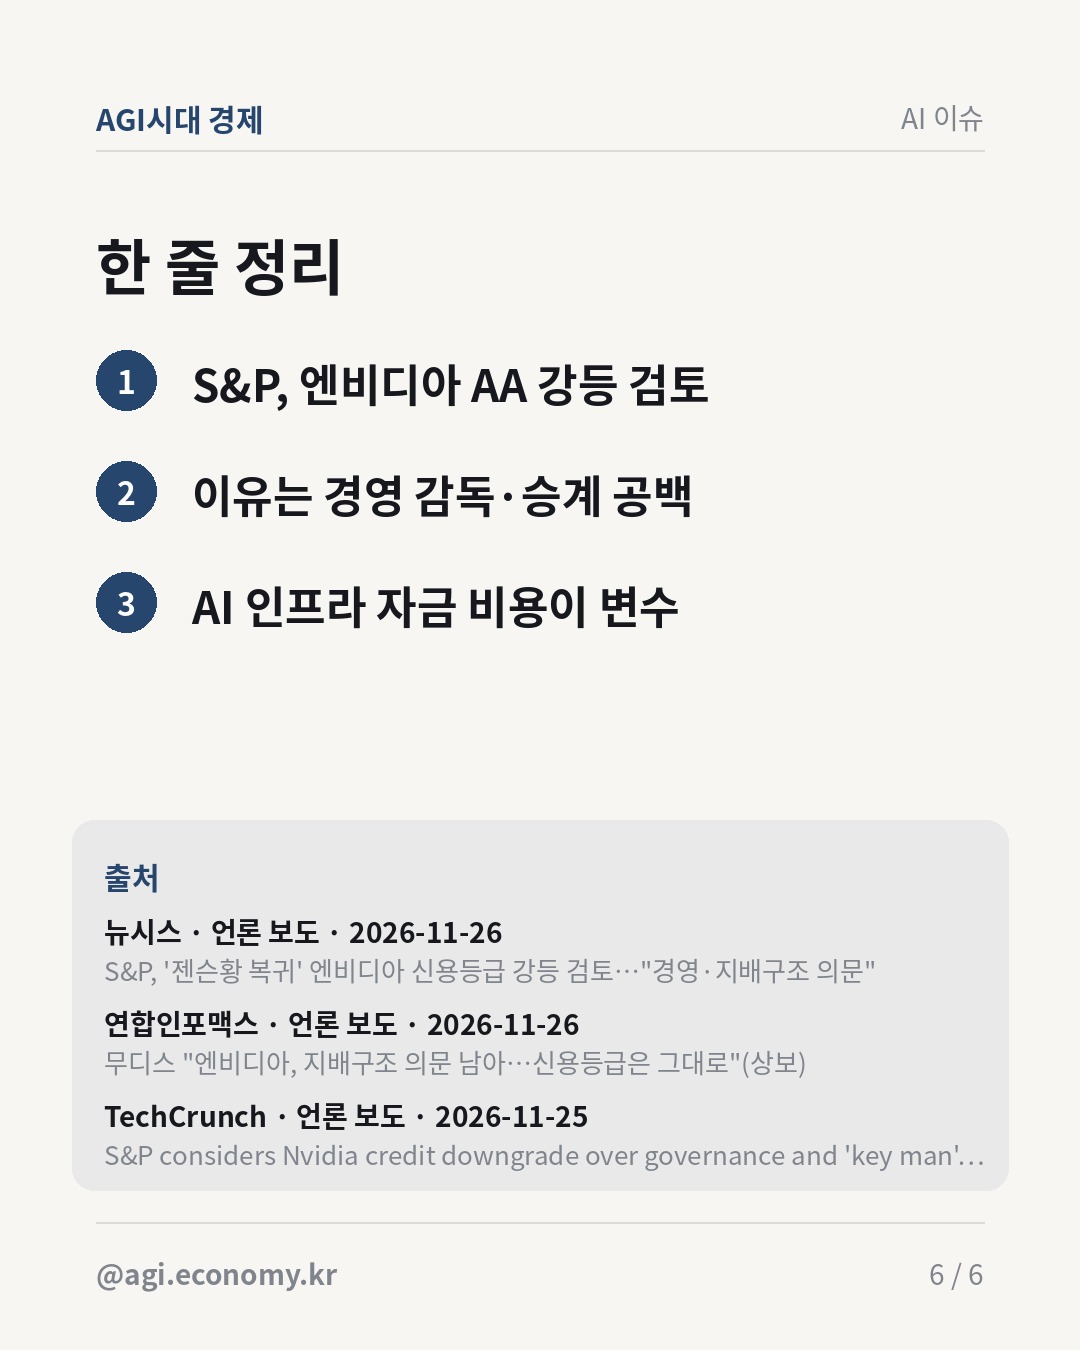 AGI시대 경제
AI 이슈
한 줄 정리
1 S&P, 엔비디아 AA 강등 검토
2 이유는 경영 감독·승계 공백
3 AI 인프라 자금 비용이 변수
출처
뉴시스 · 언론 보도 · 2026-11-26
S&P, '젠슨황 복귀' 엔비디아 신용등급 강등 검토…"경영·지배구조 의문"
연합인포맥스 · 언론 보도 · 2026-11-26
무디스 "엔비디아, 지배구조 의문 남아…신용등급은 그대로"(상보)
TechCrunch · 언론 보도 · 2026-11-25
S&P considers Nvidia credit downgrade over governance and 'key man'…
@agi.economy.kr
6 / 6